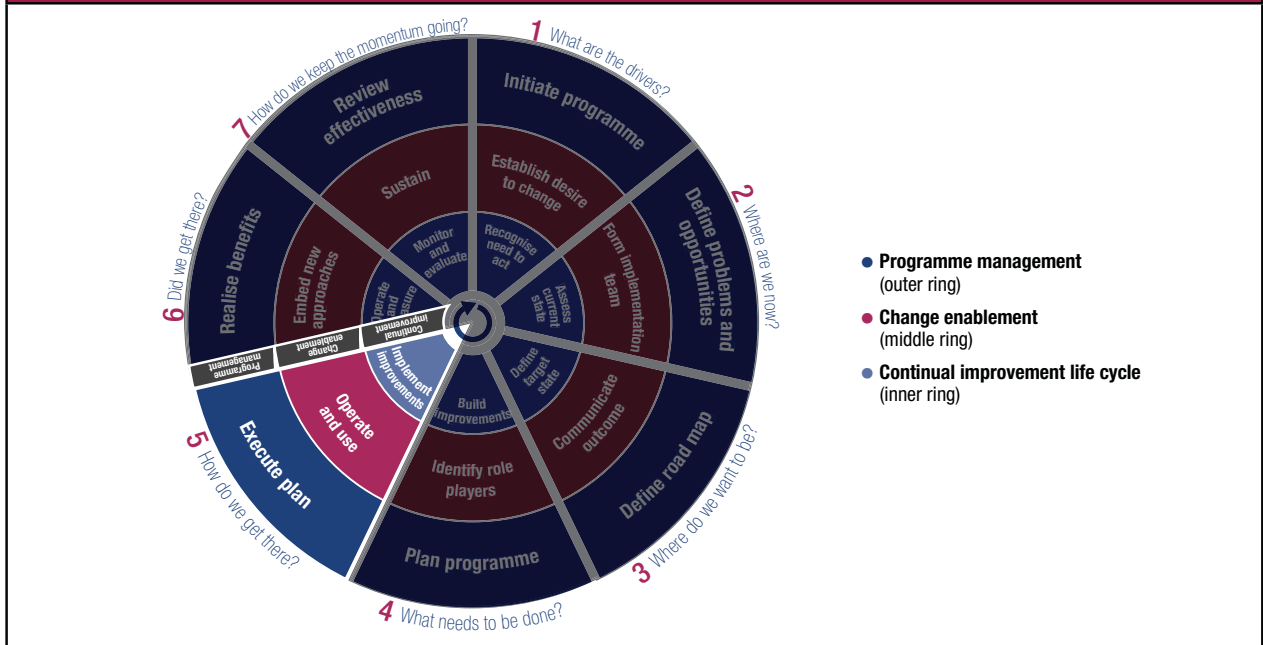 1 What are the drivers?
Initiate programme
Establish desire
to change
Recognise
need to
act
2 Where are we now?
Define problems and
opportunities
Form implementation
team
Assess
current
state
3 Where do we want to be?
Define road map
Communicate
outcome
Define
target
state
4 What needs to be done?
Plan programme
Identify role
players
Build
improvements
5 How do we get there?
Execute plan
Operate
and use
Implement
improvements
Programme
management
Change
enablement
Continual
improvement
6 Did we get there?
Realise benefits
Embed new
approaches
Operate
and
7 How do we keep the momentum going?
Review
effectiveness
Sustain
Monitor
and
evaluate
Programme management
(outer ring)
Change enablement
(middle ring)
Continual improvement life cycle
(inner ring)